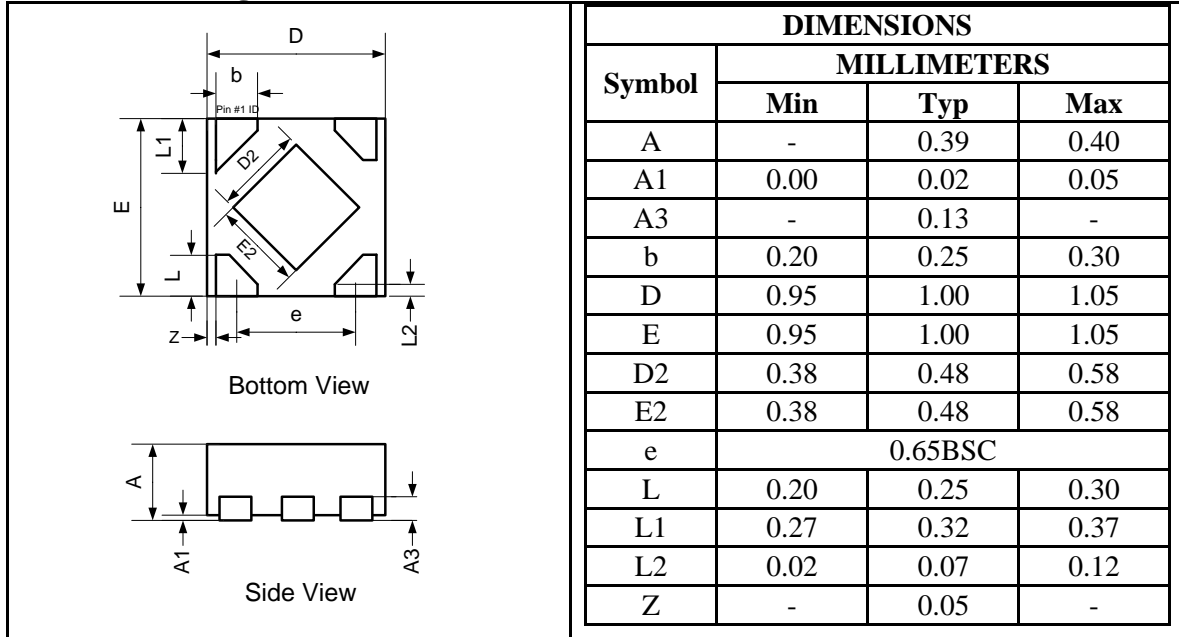 D
b
Pin #1 ID
L1
D2
E
E2
L
e
Z
L2
Bottom View
A
A1
A3
Side View
DIMENSIONS
Symbol MILLIMETERS
Min Typ Max
A - 0.39 0.40
A1 0.00 0.02 0.05
A3 - 0.13 -
b 0.20 0.25 0.30
D 0.95 1.00 1.05
E 0.95 1.00 1.05
D2 0.38 0.48 0.58
E2 0.38 0.48 0.58
e 0.65BSC
L 0.20 0.25 0.30
L1 0.27 0.32 0.37
L2 0.02 0.07 0.12
Z - 0.05 -